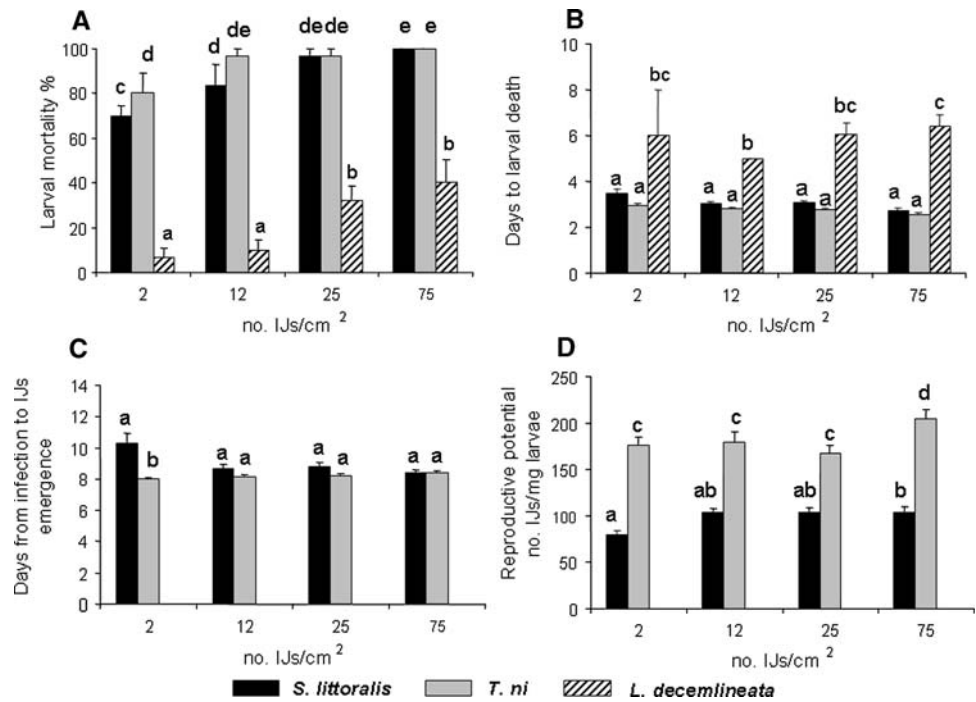 A
Larval mortality %
100
80
60
40
20
0
c d d de de de e e
a a b b
2 12 25 75
no. IJs/cm 2
B
Days to larval death
10
8
6
4
2
0
bc b bc c
a a a a a a a a
2 12 25 75
no. IJs/cm 2
C
Days from infection to IJs
emergence
14
12
10
8
6
4
2
0
a b a a a a a a
2 12 25 75
no. IJs/cm 2
D
Reproductive potential
no. IJs/mg larvae
250
200
150
100
50
0
a c ab c ab c b d
2 12 25 75
no. IJs/cm 2
S. littoralis T. ni L. decemlineata